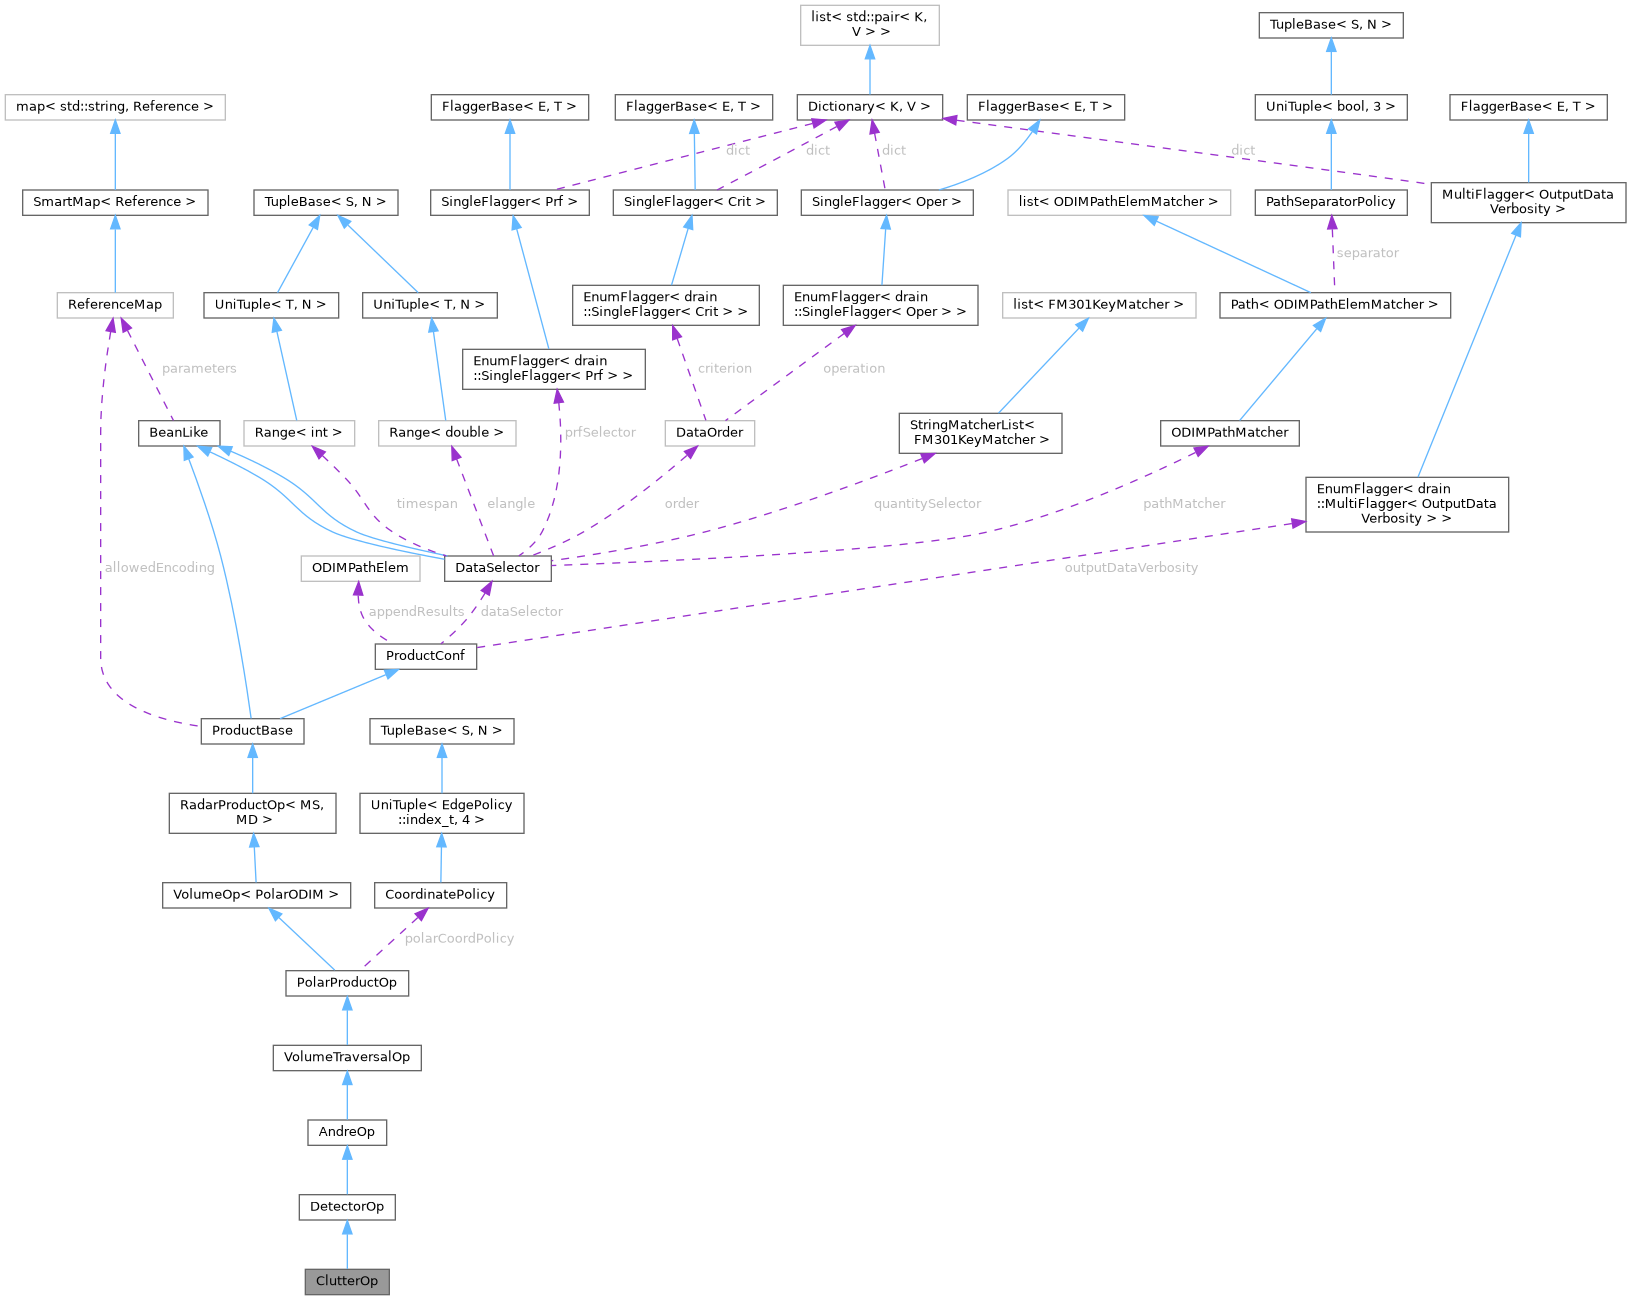 list< std::pair< K,
V > >
TupleBase< S, N >
map< std::string, Reference >
FlaggerBase< E, T >
FlaggerBase< E, T >
Dictionary< K, V >
FlaggerBase< E, T >
UniTuple< bool, 3 >
FlaggerBase< E, T >
dict
dict
dict
dict
SmartMap< Reference >
TupleBase< S, N >
SingleFlagger< Prf >
SingleFlagger< Crit >
SingleFlagger< Oper >
list< ODIMPathElemMatcher >
PathSeparatorPolicy
MultiFlagger< OutputData
Verbosity >
separator
ReferenceMap
UniTuple< T, N >
UniTuple< T, N >
EnumFlagger< drain
::SingleFlagger< Crit > >
EnumFlagger< drain
::SingleFlagger< Oper > >
list< FM301KeyMatcher >
Path< ODIMPathElemMatcher >
parameters
EnumFlagger< drain
::SingleFlagger< Prf > >
criterion
operation
BeanLike
Range< int >
Range< double >
prfSelector
DataOrder
StringMatcherList<
FM301KeyMatcher >
ODIMPathMatcher
timespan
elangle
order
quantitySelector
pathMatcher
EnumFlagger< drain
::MultiFlagger< OutputData
Verbosity > >
allowedEncoding
ODIMPathElem
DataSelector
outputDataVerbosity
appendResults
dataSelector
ProductConf
ProductBase
TupleBase< S, N >
RadarProductOp< MS,
MD >
UniTuple< EdgePolicy
::index_t, 4 >
VolumeOp< PolarODIM >
CoordinatePolicy
polarCoordPolicy
PolarProductOp
VolumeTraversalOp
AndreOp
DetectorOp
ClutterOp